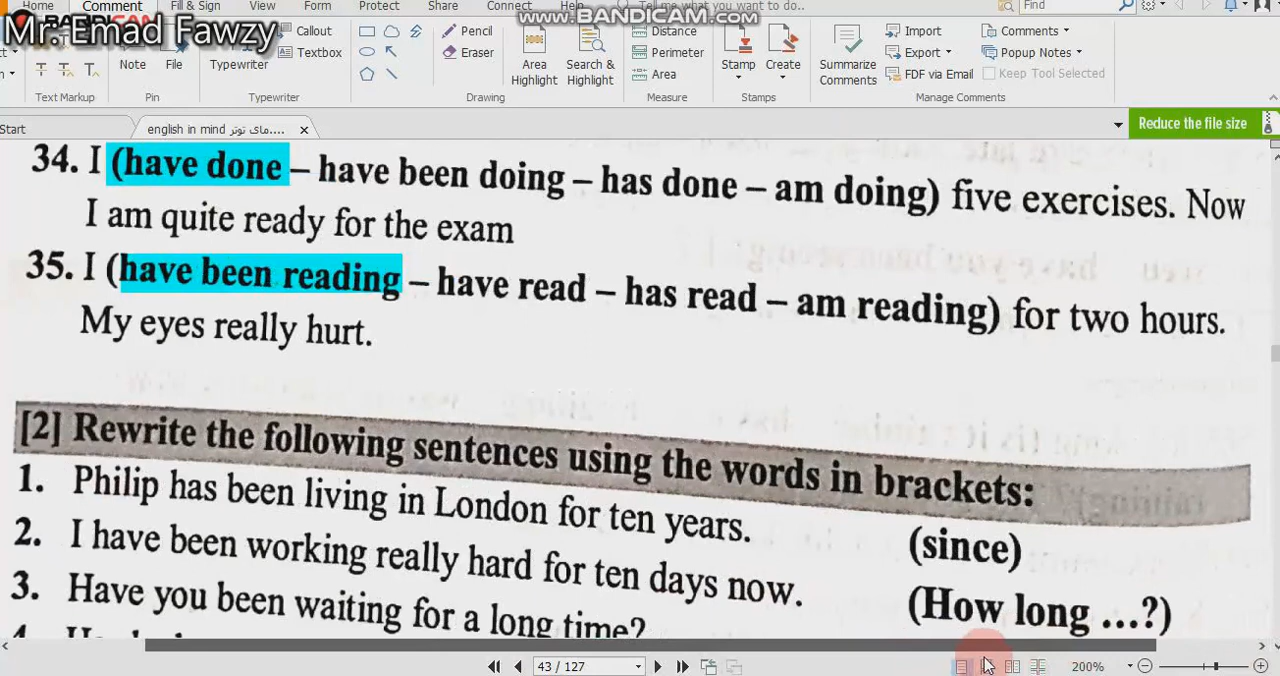 Home Comment Fill & Sign View Form Protect Share Connect Help Tell me what you want to do.. Find
www.BANDICAM.com
Mr. Emad Fawzy
Callout Pencil Distance Import Comments
Note File Typewriter Textbox Eraser Area Highlight Search & Highlight Perimeter Area Stamp Create Summarize Comments Export Popup Notes
FDF via Email Keep Tool Selected
Text Markup Pin Typewriter Drawing Measure Stamps Manage Comments
Start english in mind ماى توتر.... Reduce the file size
34. I (have done – have been doing – has done – am doing) five exercises. Now
I am quite ready for the exam
35. I (have been reading – have read – has read – am reading) for two hours.
My eyes really hurt.
[2] Rewrite the following sentences using the words in brackets:
1. Philip has been living in London for ten years. (since)
2. I have been working really hard for ten days now. (How long ...?)
3. Have you been waiting for a long time?
43 / 127 200%